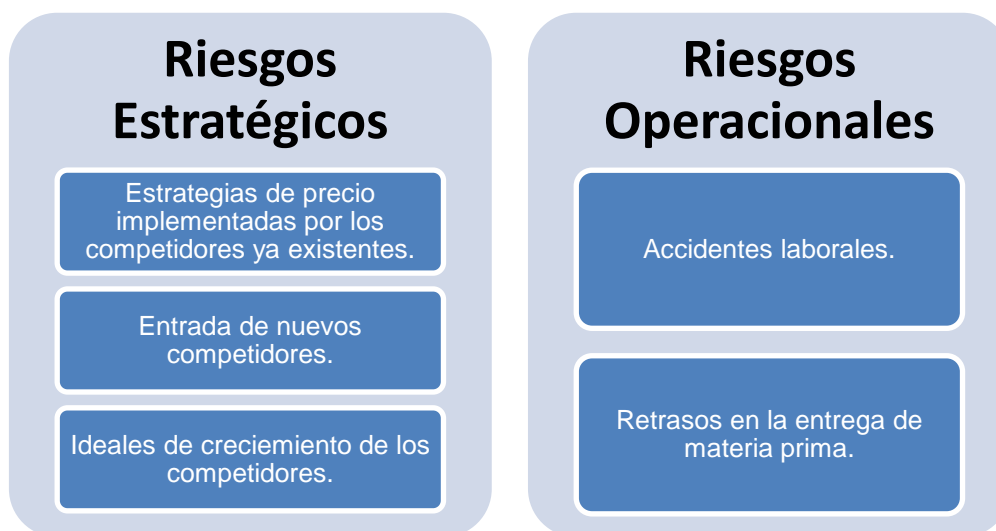 Riesgos
Estratégicos
Estrategias de precio
implementadas por los
competidores ya existentes.
Entrada de nuevos
competidores.
Ideales de creciemiento de los
competidores.
Riesgos
Operacionales
Accidentes laborales.
Retrasos en la entrega de
materia prima.